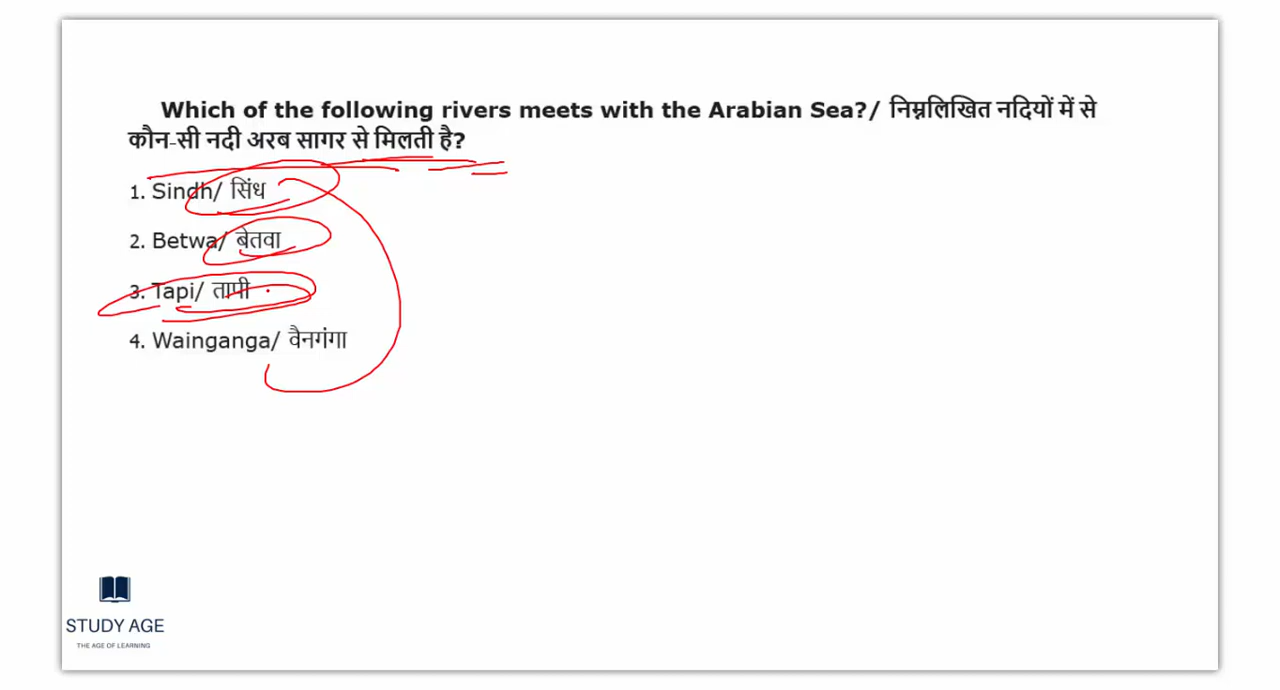 Which of the following rivers meets with the Arabian Sea?/ निम्नलिखित नदियों में से
कौन-सी नदी अरब सागर से मिलती है?
1. Sindh/ सिंध
2. Betwa/ बेतवा
3. Tapi/ तापी
4. Wainganga/ वैनगंगा
STUDY AGE
THE AGE OF LEARNING